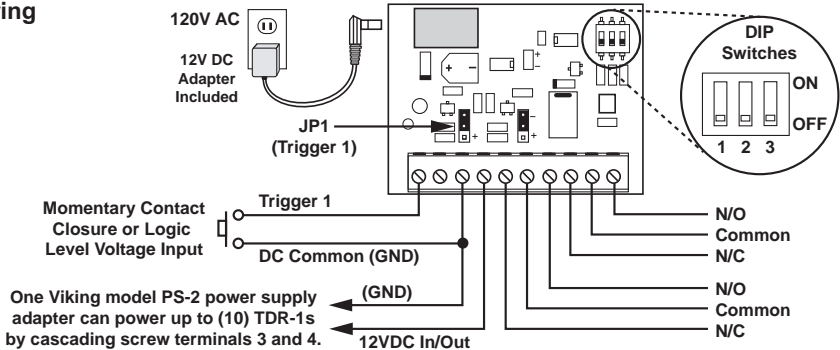 ring
120V AC
12V DC
Adapter
Included
JP1
(Trigger 1)
+
-
+
-
-
+
+
DIP
Switches
ON
OFF
1 2 3
Momentary Contact
Closure or Logic
Level Voltage Input
Trigger 1
DC Common (GND)
One Viking model PS-2 power supply
adapter can power up to (10) TDR-1s
by cascading screw terminals 3 and 4.
(GND)
12VDC In/Out
N/O
Common
N/C
N/O
Common
N/C